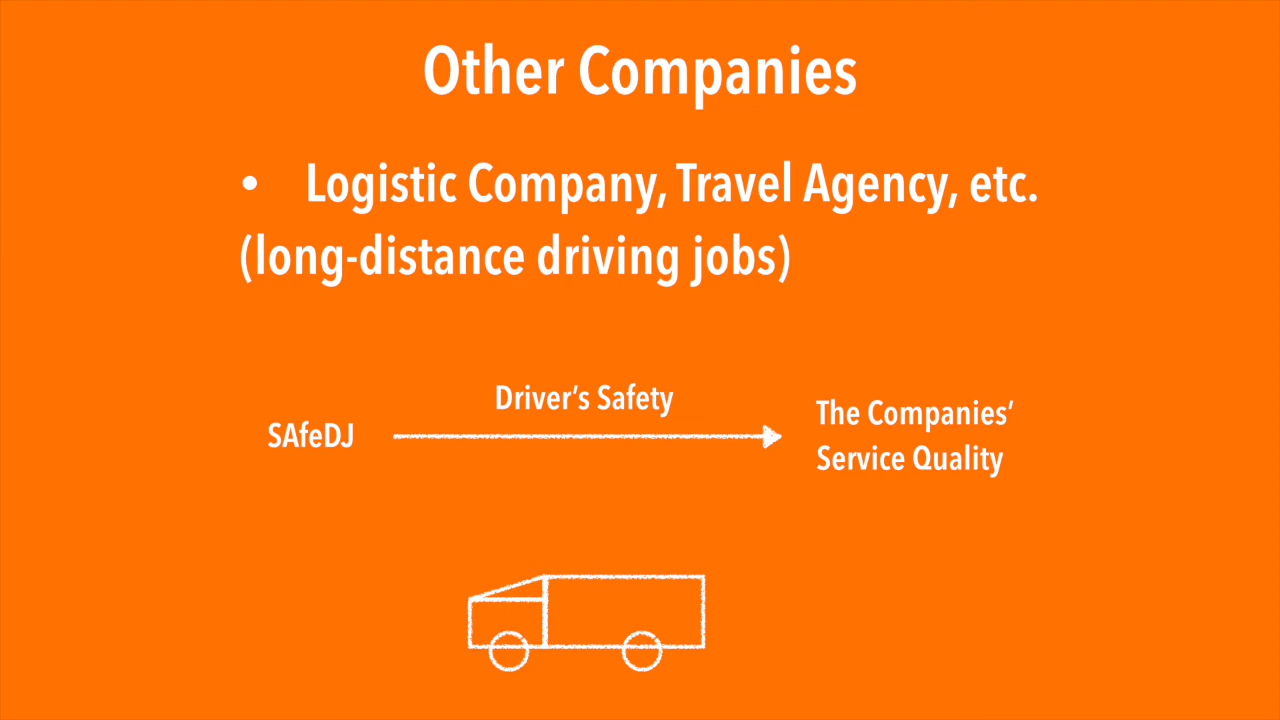 Other Companies
• Logistic Company, Travel Agency, etc.
(long-distance driving jobs)
Driver’s Safety
SAfeDJ
The Companies‘
Service Quality